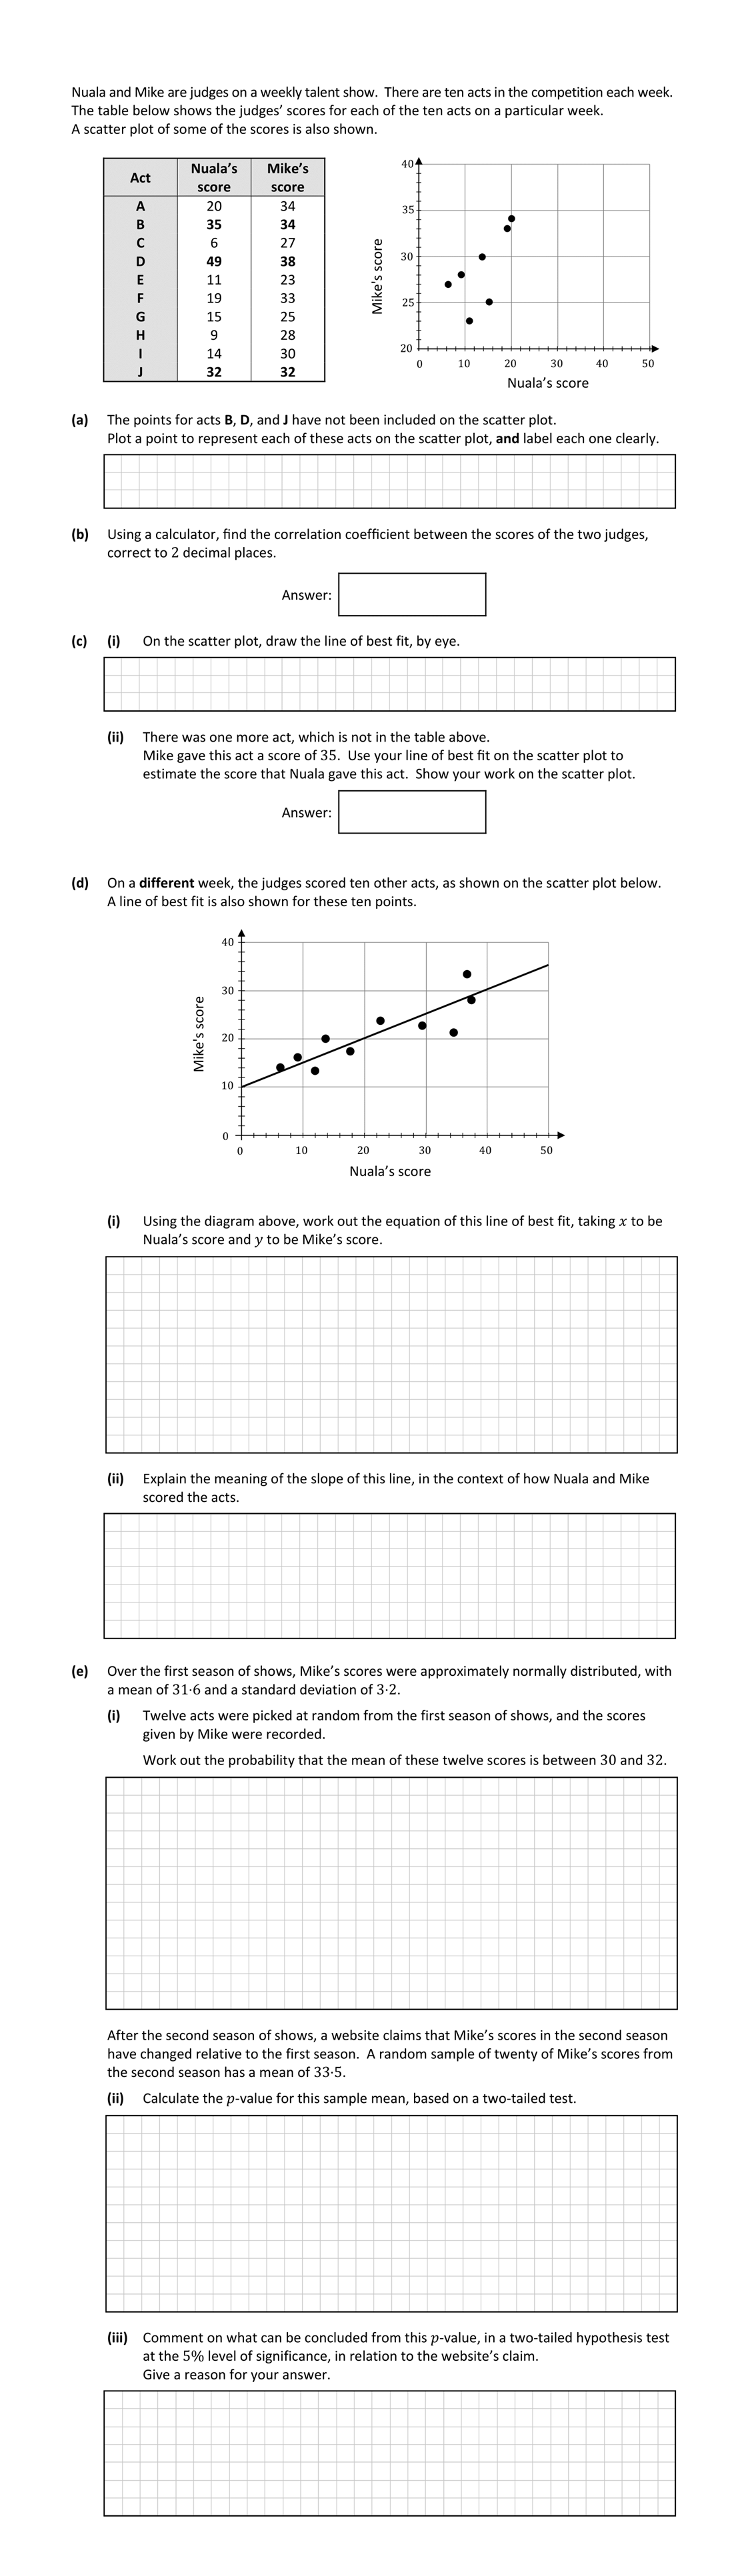 Nuala and Mike are judges on a weekly talent show. There are ten acts in the competition each week.
The table below shows the judges’ scores for each of the ten acts on a particular week.
A scatter plot of some of the scores is also shown.
Act Nuala’s score Mike’s score
A 20 34
B 35 34
C 6 27
D 49 38
E 11 23
F 19 33
G 15 25
H 9 28
I 14 30
J 32 32
40
35
30
25
20
Mike's score
0 10 20 30 40 50
Nuala’s score
(a) The points for acts B, D, and J have not been included on the scatter plot.
Plot a point to represent each of these acts on the scatter plot, and label each one clearly.
(b) Using a calculator, find the correlation coefficient between the scores of the two judges,
correct to 2 decimal places.
Answer:
(c) (i) On the scatter plot, draw the line of best fit, by eye.
(ii) There was one more act, which is not in the table above.
Mike gave this act a score of 35. Use your line of best fit on the scatter plot to
estimate the score that Nuala gave this act. Show your work on the scatter plot.
Answer:
(d) On a different week, the judges scored ten other acts, as shown on the scatter plot below.
A line of best fit is also shown for these ten points.
40
30
20
10
0
Mike's score
0 10 20 30 40 50
Nuala’s score
(i) Using the diagram above, work out the equation of this line of best fit, taking x to be
Nuala’s score and y to be Mike’s score.
(ii) Explain the meaning of the slope of this line, in the context of how Nuala and Mike
scored the acts.
(e) Over the first season of shows, Mike’s scores were approximately normally distributed, with
a mean of 31·6 and a standard deviation of 3·2.
(i) Twelve acts were picked at random from the first season of shows, and the scores
given by Mike were recorded.
Work out the probability that the mean of these twelve scores is between 30 and 32.
After the second season of shows, a website claims that Mike’s scores in the second season
have changed relative to the first season. A random sample of twenty of Mike’s scores from
the second season has a mean of 33·5.
(ii) Calculate the p-value for this sample mean, based on a two-tailed test.
(iii) Comment on what can be concluded from this p-value, in a two-tailed hypothesis test
at the 5% level of significance, in relation to the website’s claim.
Give a reason for your answer.